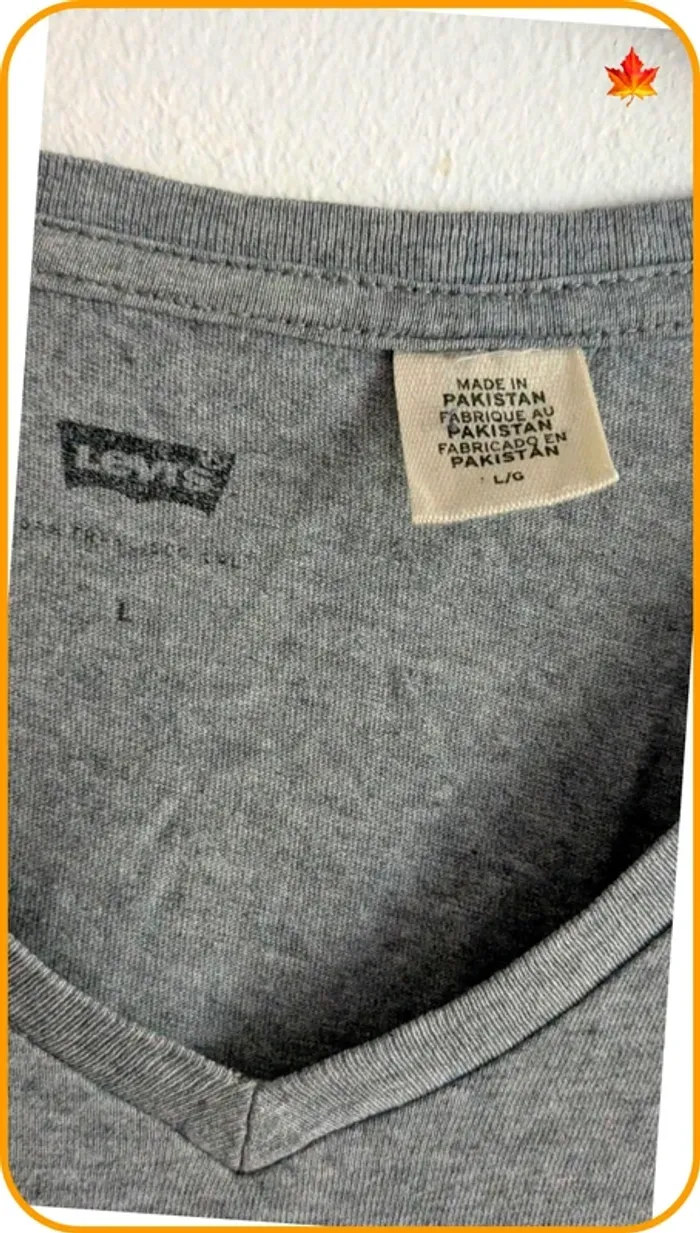 Levi's
L
MADE IN
PAKISTAN
FABRIQUE AU
PAKISTAN
FABRICADO EN
PAKISTAN
L/G